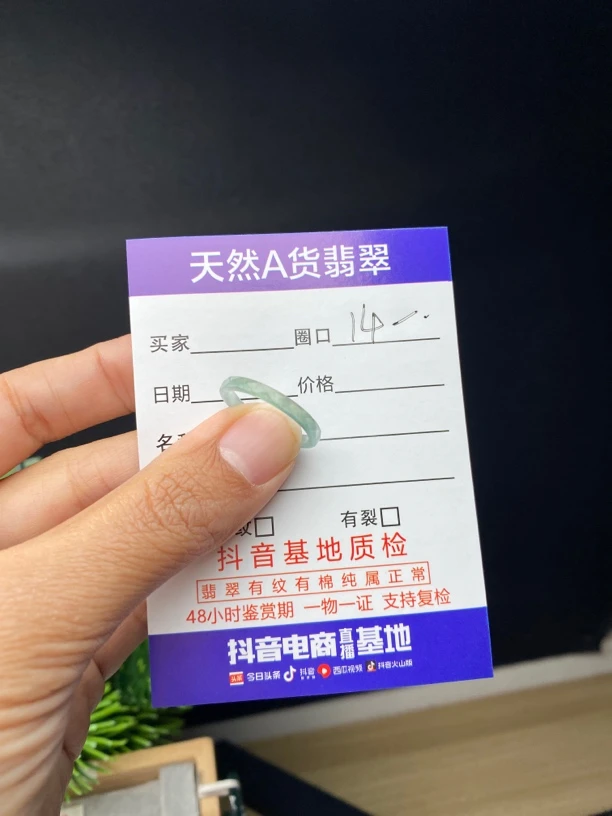 天然A货翡翠
买家 圈口 14
日期 价格
有裂
抖音基地质检
翡翠有纹有棉纯属正常
48小时鉴赏期 一物一证 支持复检
抖音电商直播基地
头条 今日头条 抖音 西瓜视频 抖音火山版